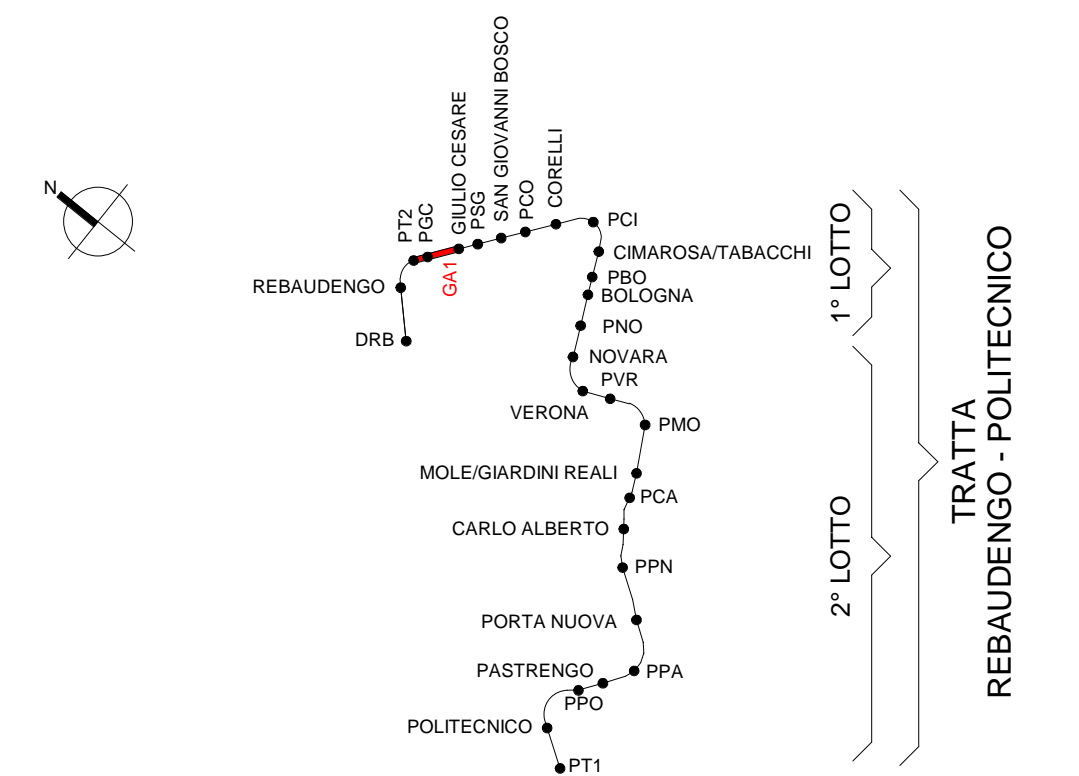 N
PT2
PGC
GIULIO CESARE
PSG
SAN GIOVANNI BOSCO
PCO
CORELLI
PCI
CIMAROSA/TABACCHI
GA1
REBAUDENGO
PBO
BOLOGNA
DRB
PNO
NOVARA
PVR
VERONA
PMO
MOLE/GIARDINI REALI
PCA
CARLO ALBERTO
PPN
PORTA NUOVA
PASTRENGO
PPA
PPO
POLITECNICO
PT1
1° LOTTO
2° LOTTO
TRATTA
REBAUDENGO - POLITECNICO